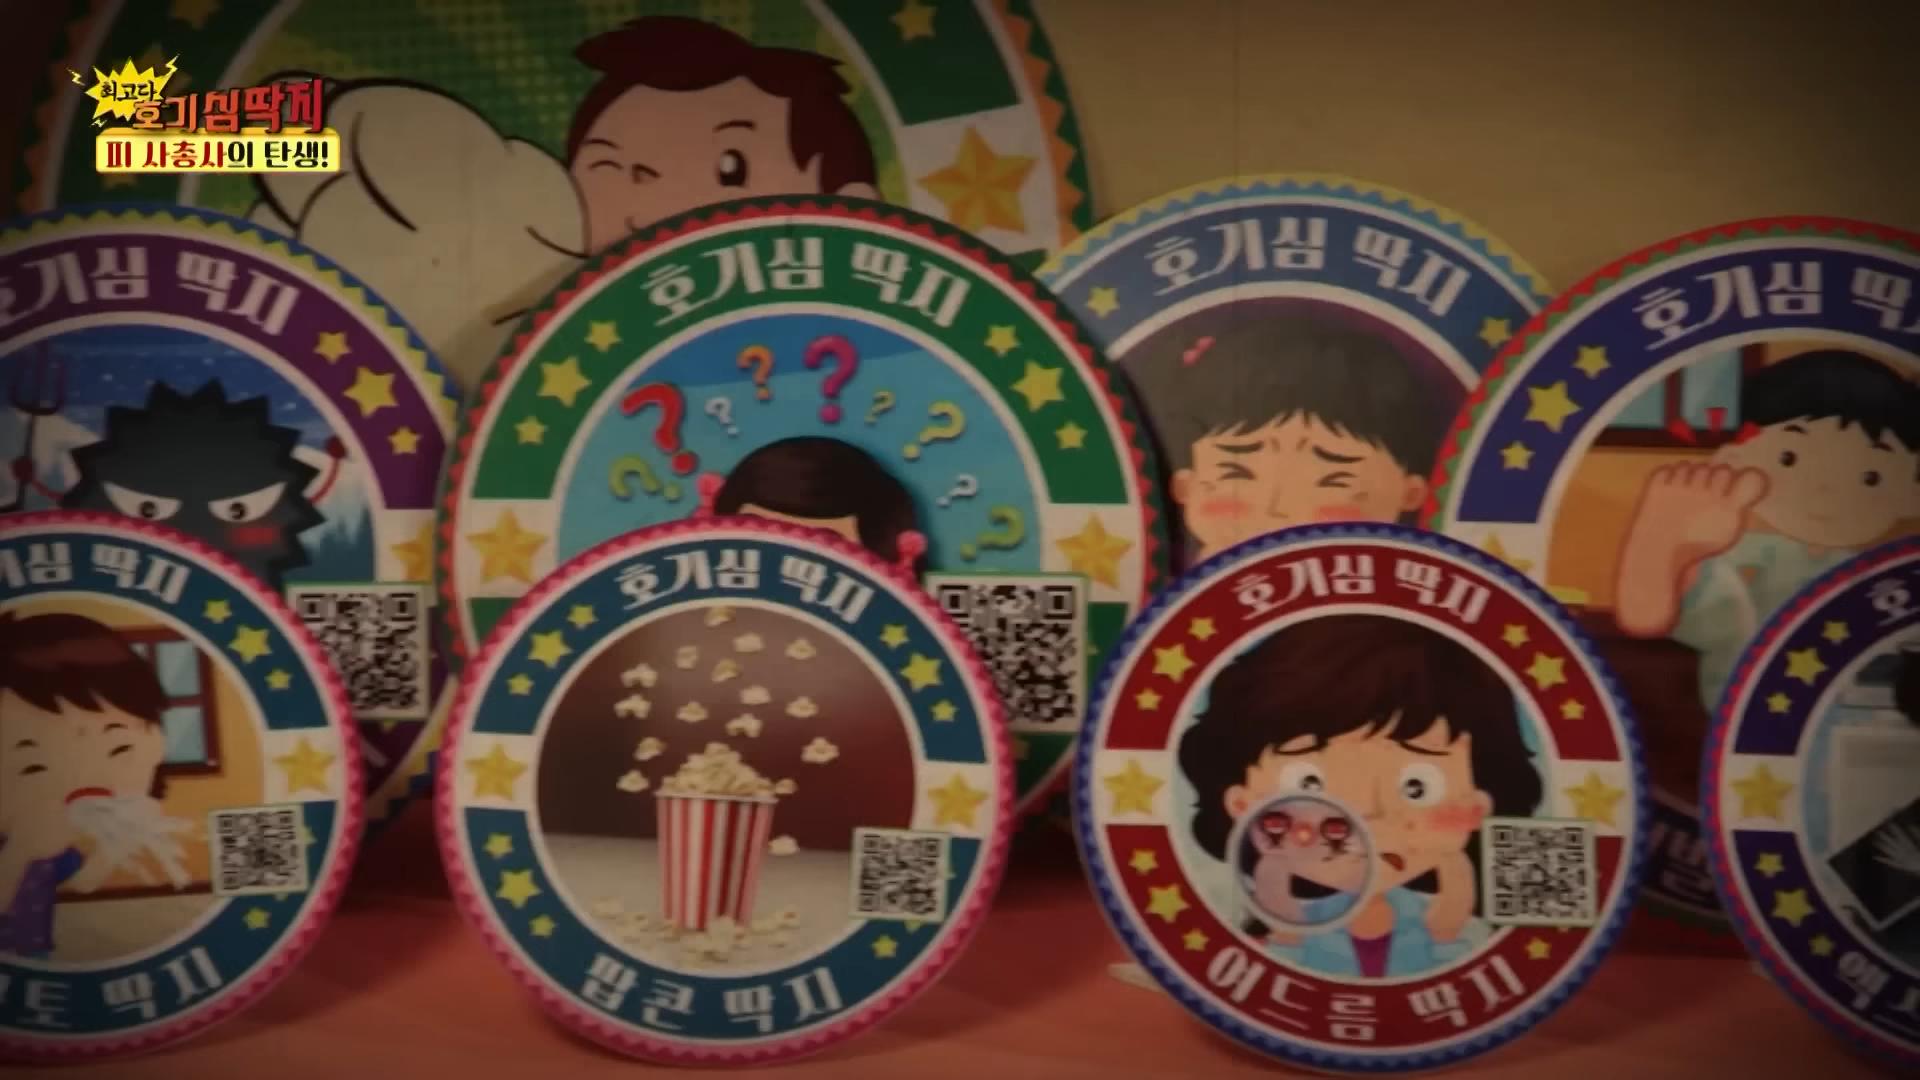 최고다
호기심딱지
피 사총사의 탄생!
호기심 딱지
호기심 딱지
호기심 딱지
호기심
기심 딱지
호기심 딱지
호기심 딱지
토 딱지
팝콘 딱지
여드름 딱지